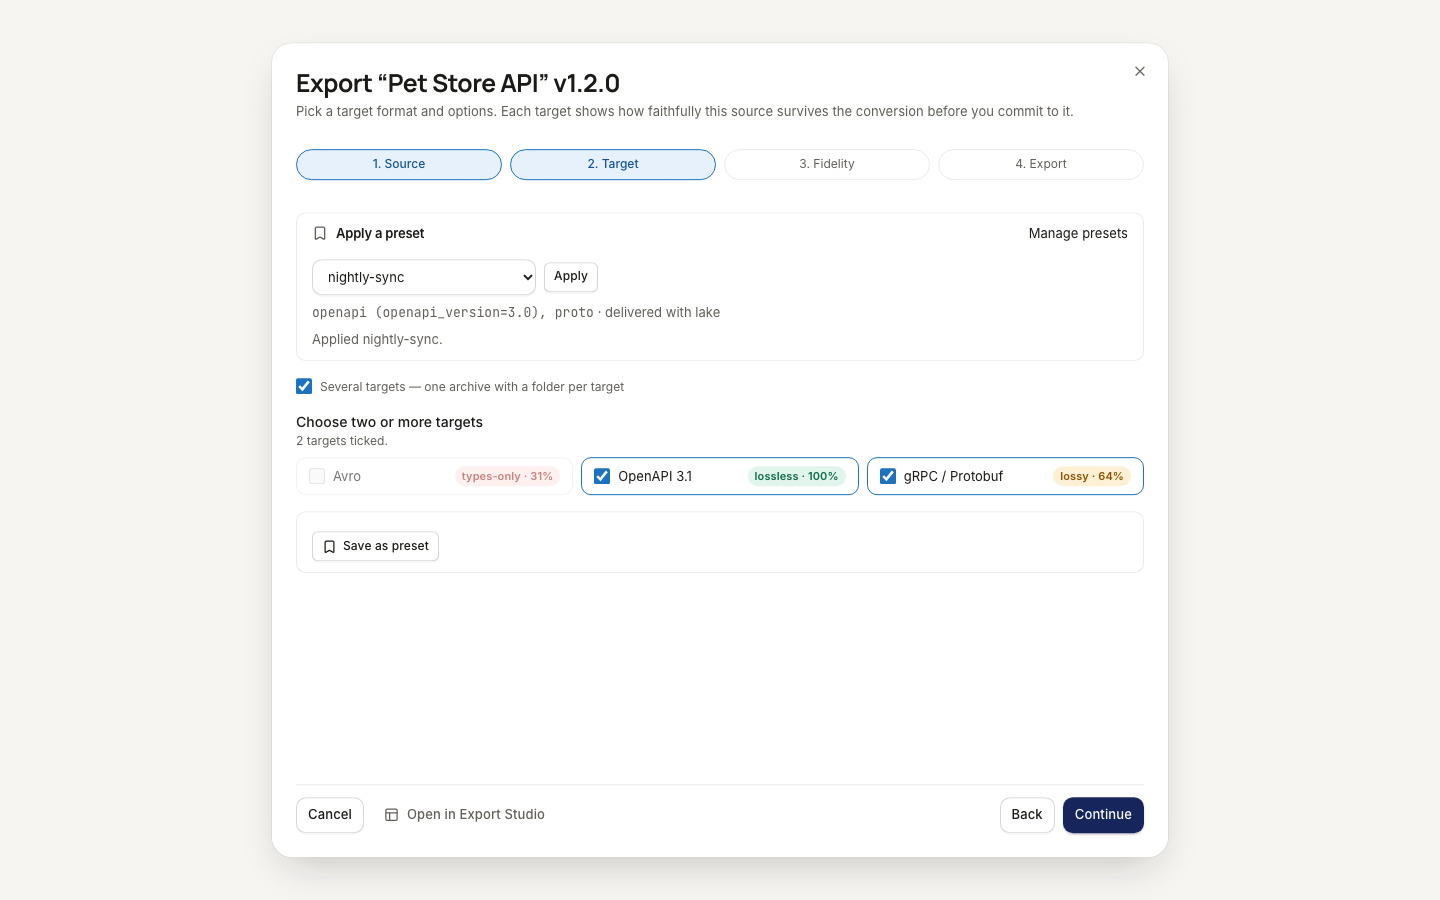 Export “Pet Store API” v1.2.0
Pick a target format and options. Each target shows how faithfully this source survives the conversion before you commit to it.
1. Source
2. Target
3. Fidelity
4. Export
Apply a preset
Manage presets
nightly-sync
Apply
openapi (openapi_version=3.0), proto · delivered with lake
Applied nightly-sync.
Several targets — one archive with a folder per target
Choose two or more targets
2 targets ticked.
Avro
types-only · 31%
OpenAPI 3.1
lossless · 100%
gRPC / Protobuf
lossy · 64%
Save as preset
Cancel
Open in Export Studio
Back
Continue